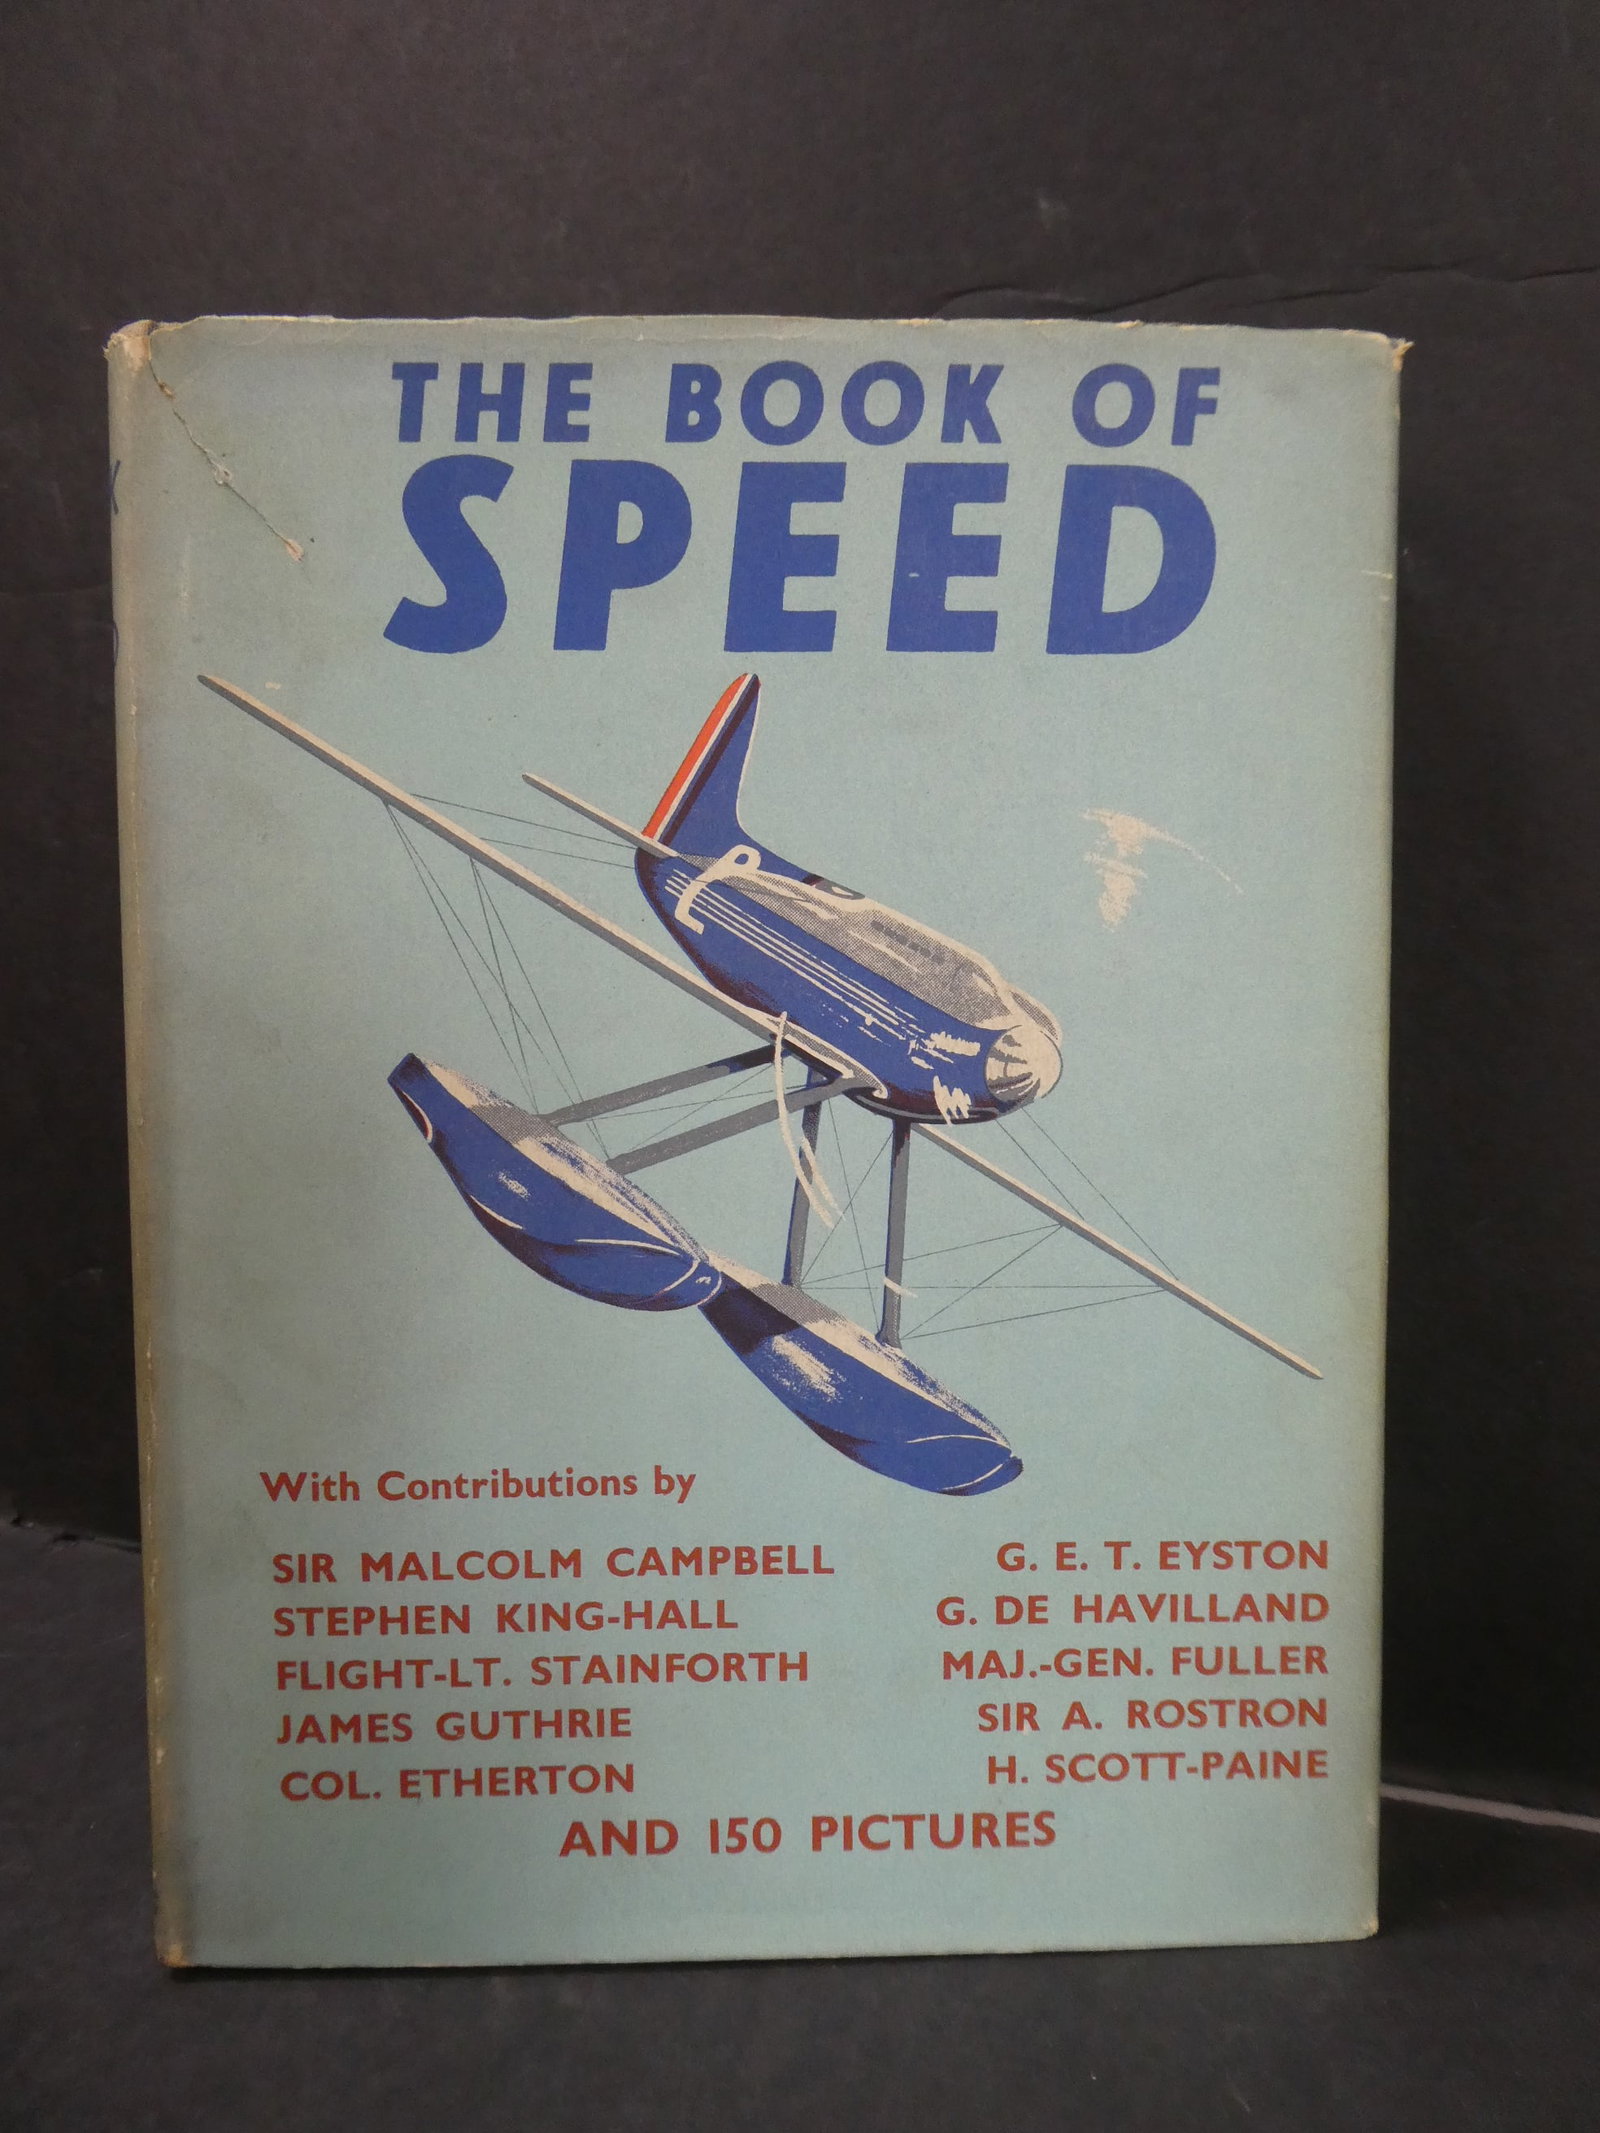 THE BOOK OF
SPEED
With Contributions by
SIR MALCOLM CAMPBELL
STEPHEN KING-HALL
FLIGHT-LT. STAINFORTH
JAMES GUTHRIE
COL. ETHERTON
G. E. T. EYSTON
G. DE HAVILLAND
MAJ.-GEN. FULLER
SIR A. ROSTRON
H. SCOTT-PAINE
AND 150 PICTURES